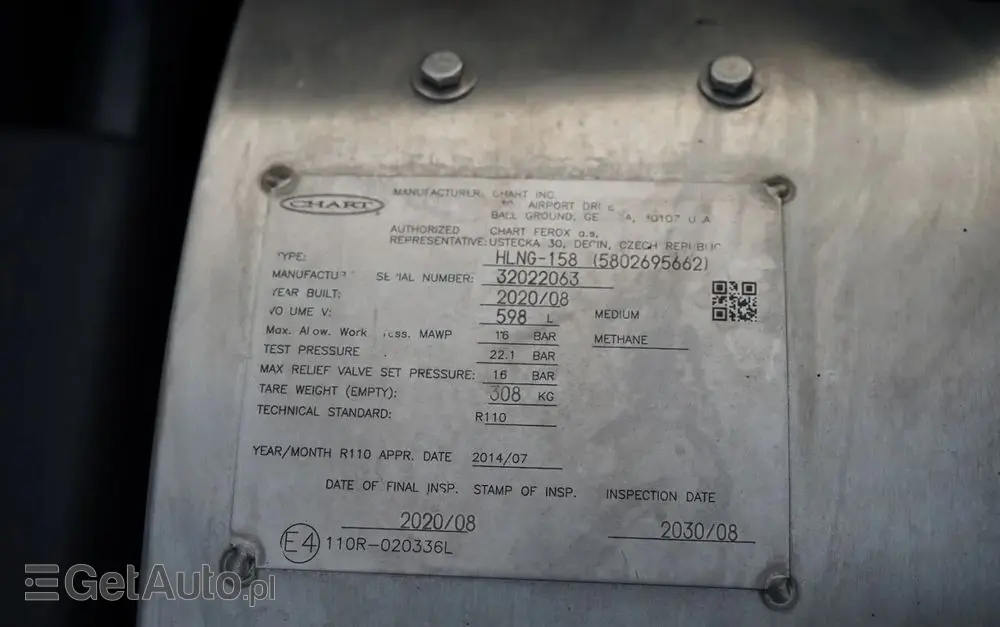 CHART
MANUFACTURER: CHART INC.
AIRPORT
BALL GROUND, U A
AUTHORIZED CHART FEROX a.s.
REPRESENTATIVE: USTECKA 30, DECIN, CZECH REPUBLIC
TYPE: HLNG-158 (5802695662)
SERIAL NUMBER: 32022063
YEAR BUILT: 2020/08
V: 598 L MEDIUM
Max. Allow. Work MAWP 16 BAR METHANE
TEST PRESSURE 22.1 BAR
MAX RELIEF VALVE SET PRESSURE: 16 BAR
TARE WEIGHT (EMPTY): 308 KG
TECHNICAL STANDARD: R110
YEAR/MONTH R110 APPR. DATE 2014/07
DATE OF FINAL INSP. STAMP OF INSP. INSPECTION DATE
2020/08 2030/08
E4 110R-020336L
GetAuto.pl